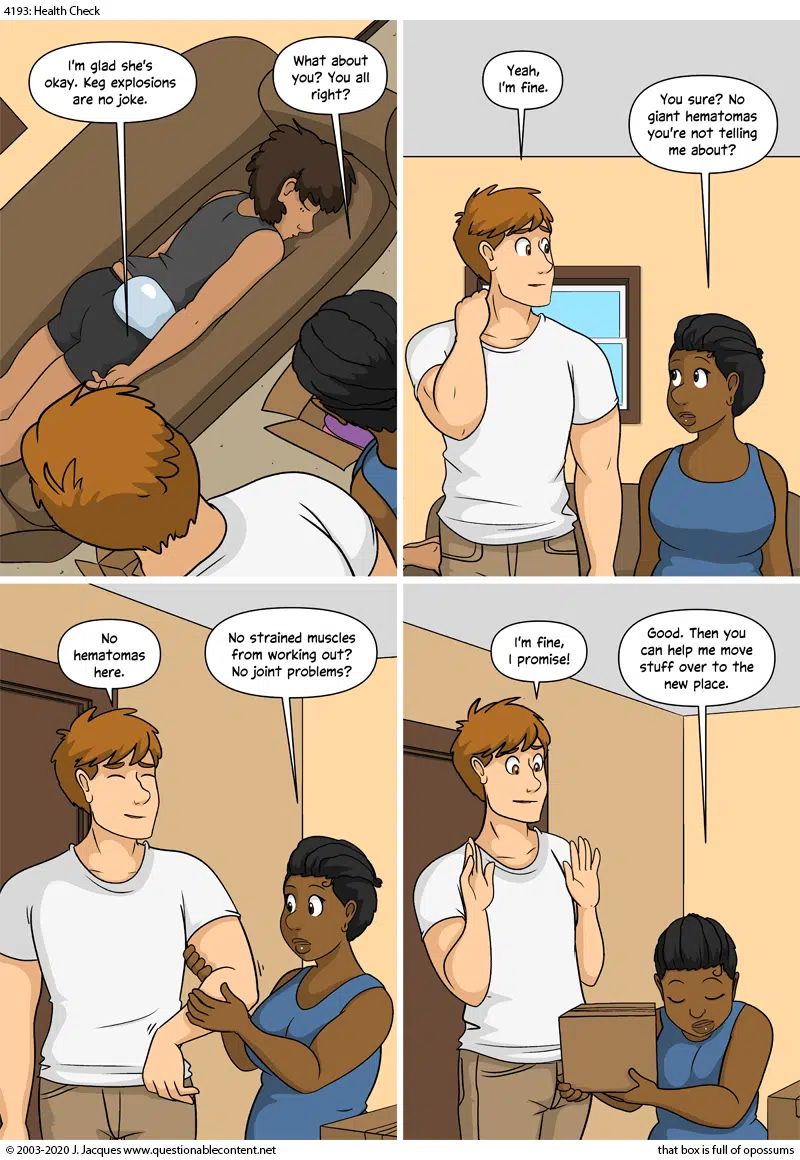 4193: Health Check
I'm glad she's
okay. Keg explosions
are no joke.
What about
you? You all
right?
Yeah,
I'm fine.
You sure? No
giant hematomas
you're not telling
me about?
No
hematomas
here.
No strained muscles
from working out?
No joint problems?
I'm fine,
I promise!
Good. Then you
can help me move
stuff over to the
new place.
© 2003-2020 J. Jacques www.questionablecontent.net
that box is full of opossums